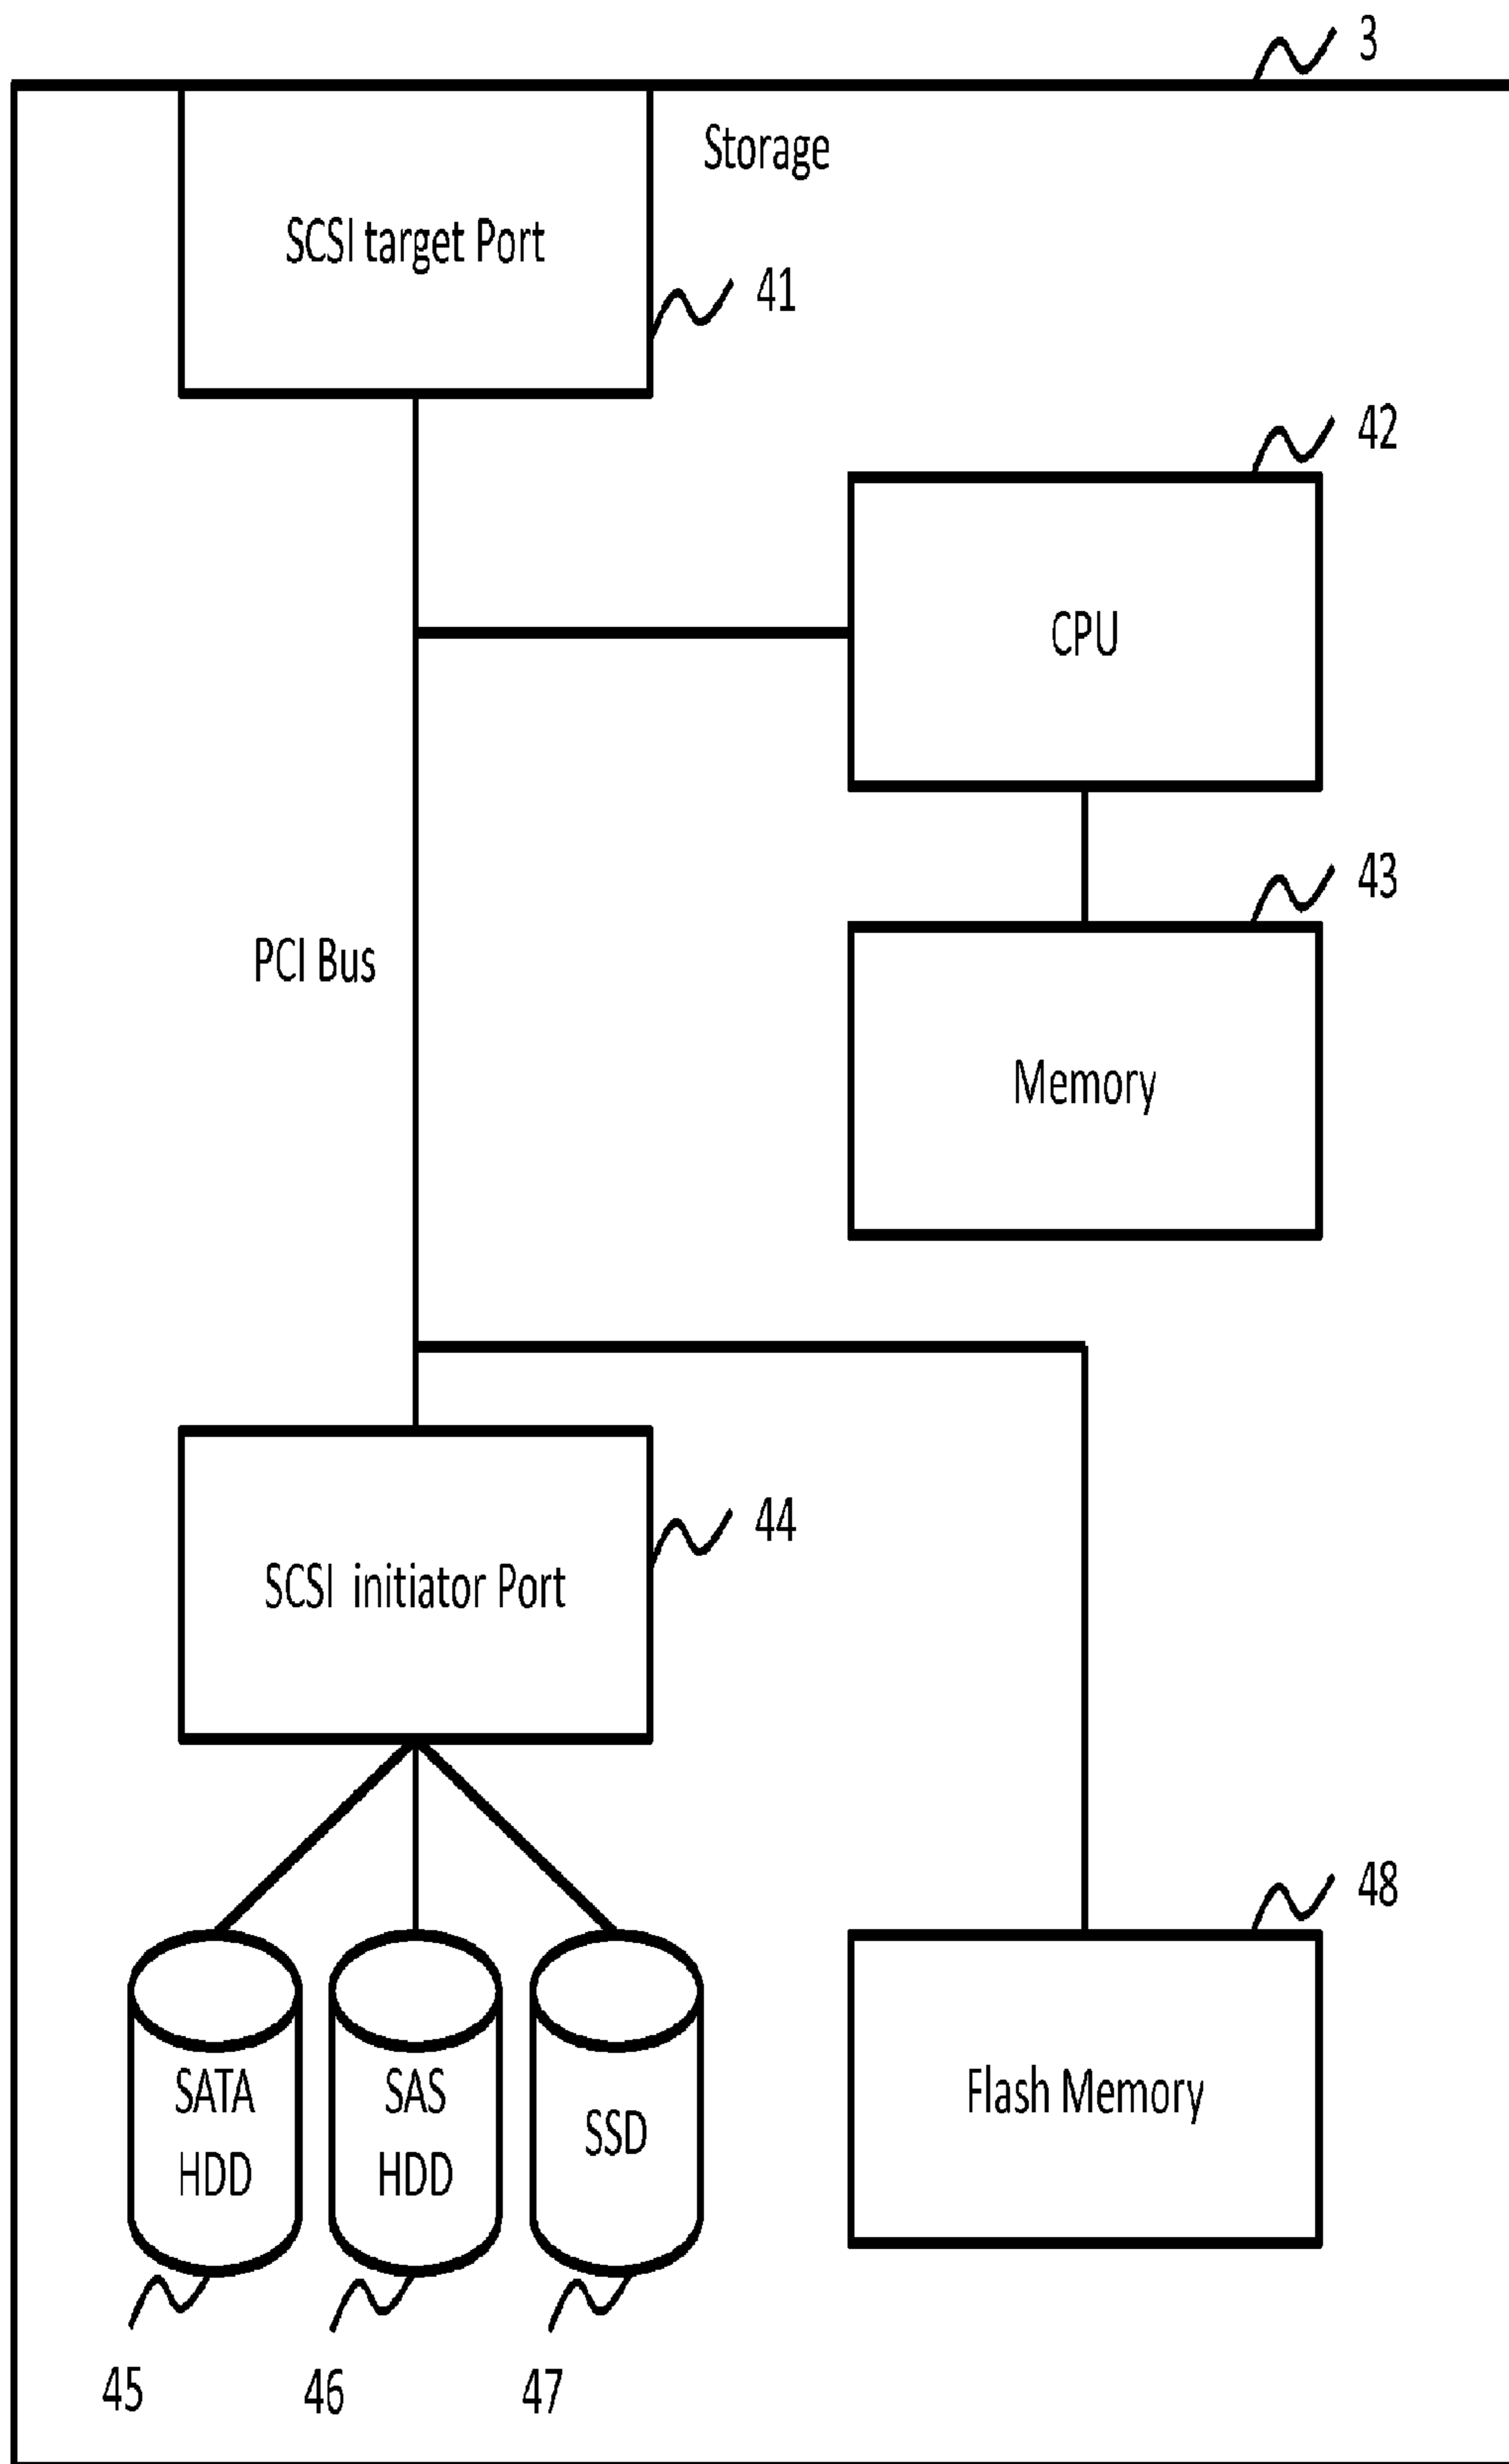 3
Storage
SCSI target Port
41
42
CPU
43
PCI Bus
Memory
44
SCSI initiator Port
48
SATA
HDD
SAS
HDD
SSD
Flash Memory
45
46
47